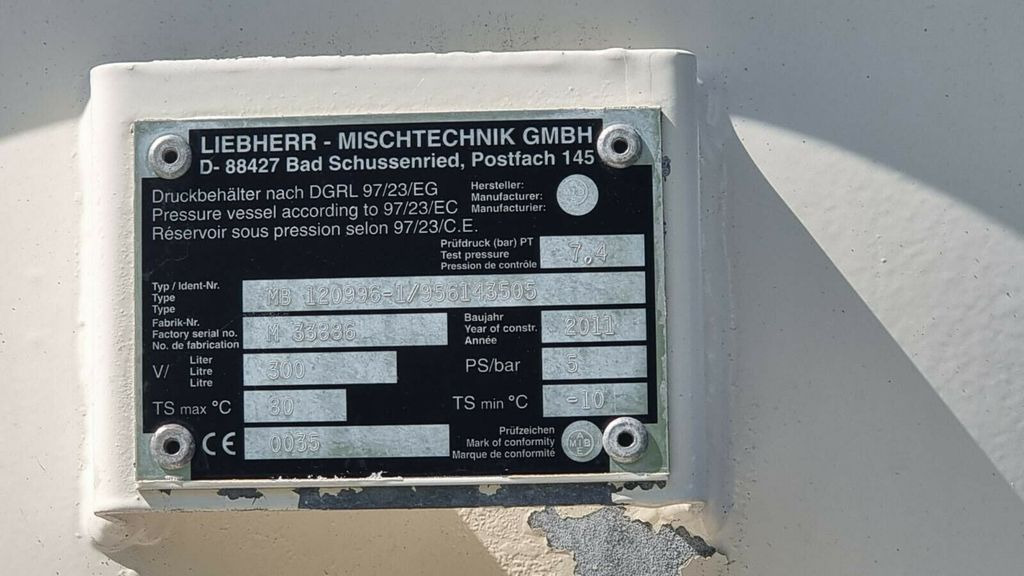 LIEBHERR - MISCHTECHNIK GMBH
D- 88427 Bad Schussenried, Postfach 145
Druckbehälter nach DGRL 97/23/EG
Pressure vessel according to 97/23/EC
Réservoir sous pression selon 97/23/C.E.
Hersteller:
Manufacturer:
Manufacturier:
Prüfdruck (bar) PT
Test pressure
Pression de contrôle
7,4
Typ / Ident-Nr.
Type
Type
MB 120996-1/956143505
Fabrik-Nr.
Factory serial no.
No. de fabrication
M 33886
Baujahr
Year of constr.
Année
2011
V/
Liter
Litre
Litre
300
PS/bar
5
TS max °C
30
TS min °C
-10
CE
0035
Prüfzeichen
Mark of conformity
Marque de conformité